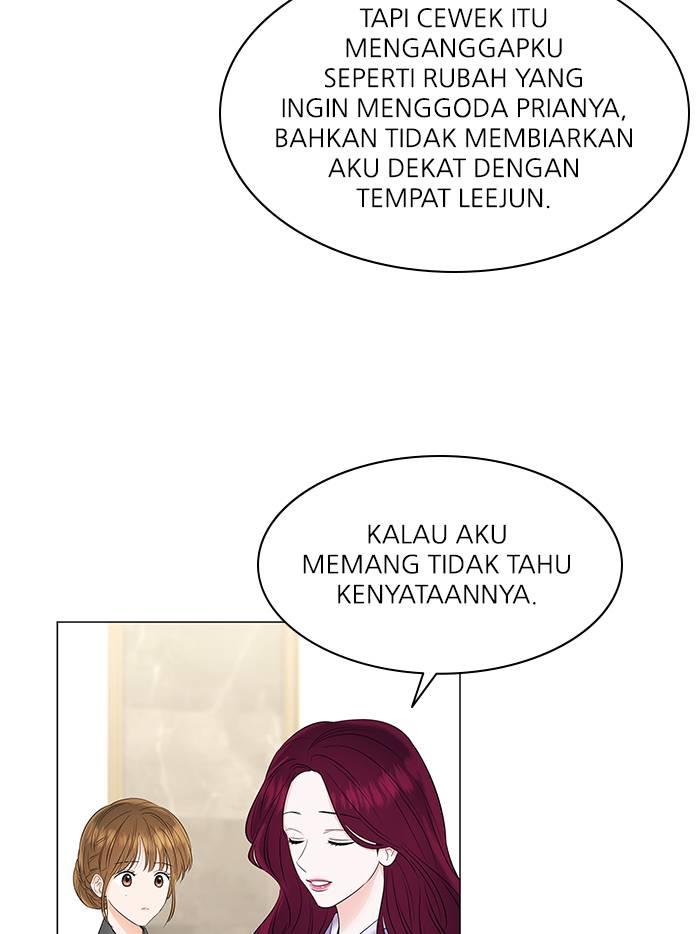 TAPI CEWEK ITU
MENGANGGAPKU
SEPERTI RUBAH YANG
INGIN MENGGODA PRIANYA,
BAHKAN TIDAK MEMBIARKAN
AKU DEKAT DENGAN
TEMPAT LEEJUN.
KALAU AKU
MEMANG TIDAK TAHU
KENYATAANNYA.